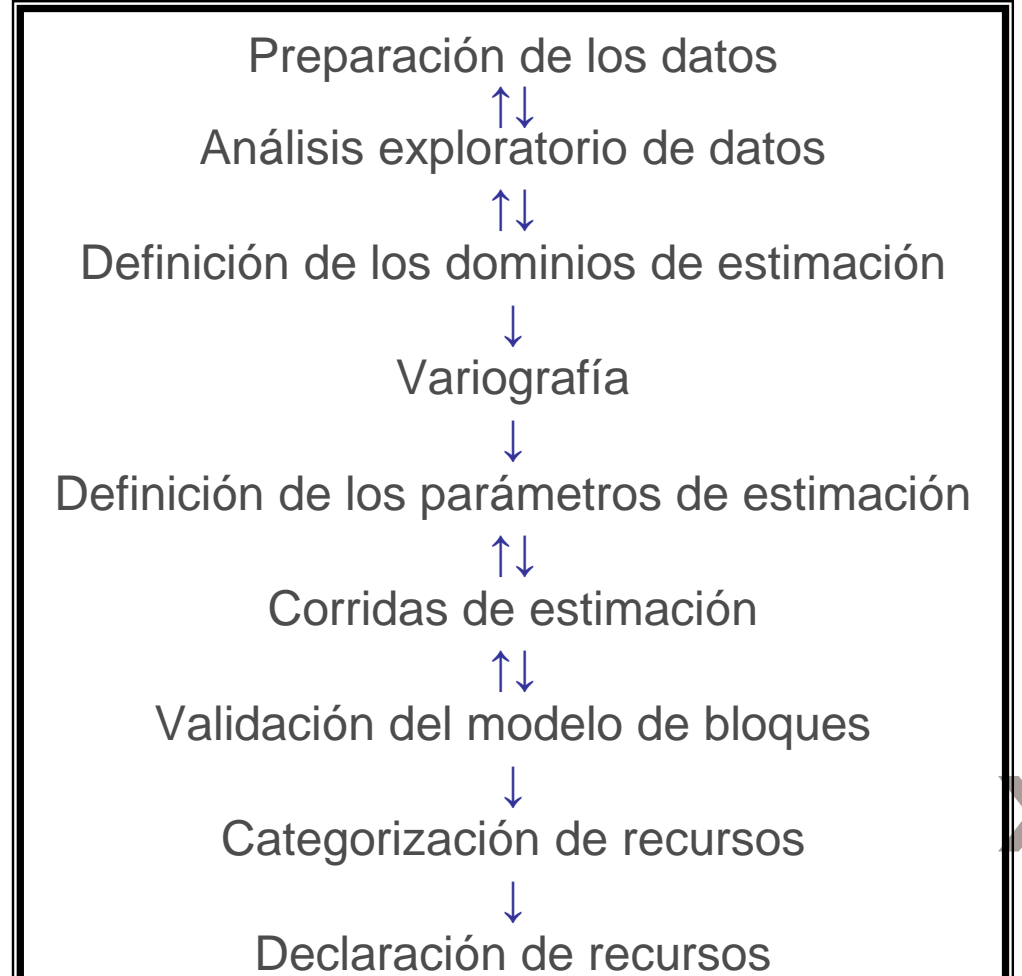 Preparación de los datos
↑↓
Análisis exploratorio de datos
↑↓
Definición de los dominios de estimación
↓
Variografía
↓
Definición de los parámetros de estimación
↑↓
Corridas de estimación
↑↓
Validación del modelo de bloques
↓
Categorización de recursos
↓
Declaración de recursos